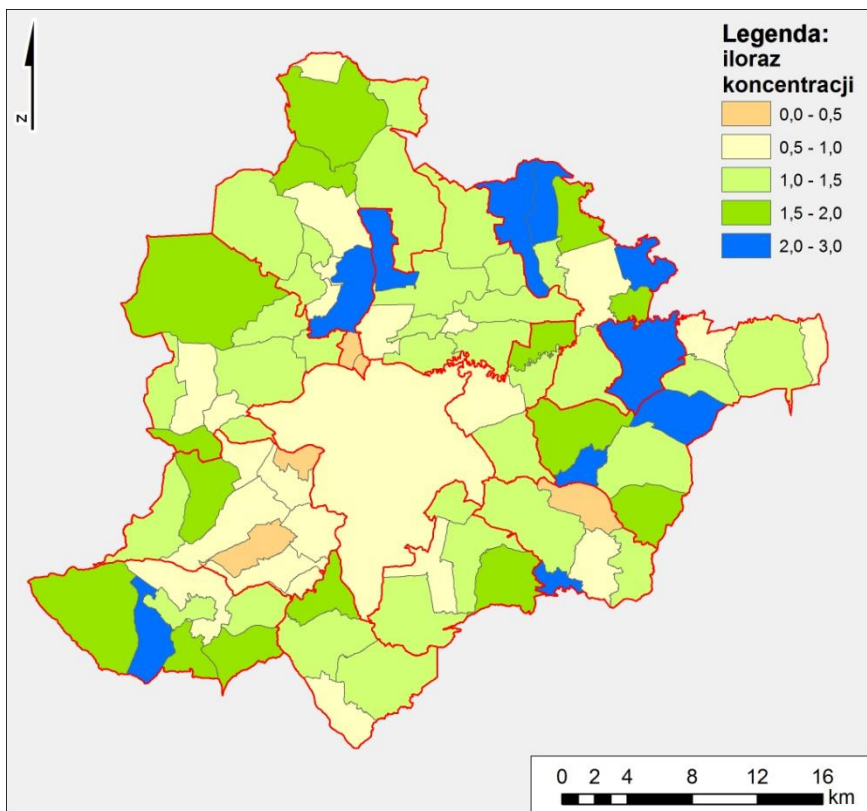 Legenda:
iloraz
koncentracji
0,0 - 0,5
0,5 - 1,0
1,0 - 1,5
1,5 - 2,0
2,0 - 3,0
N
0 2 4 8 12 16
km